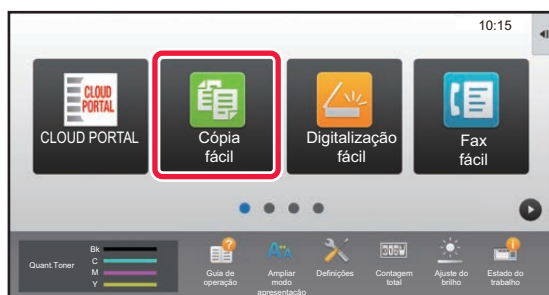 10:15
CLOUD
PORTAL
CLOUD PORTAL
Cópia
fácil
Digitalização
fácil
Fax
fácil
Quant.Toner
Bk
C
M
Y
Guia de
operação
Ampliar
modo
apresentação
Definições
Contagem
total
Ajuste do
brilho
Estado do
trabalho